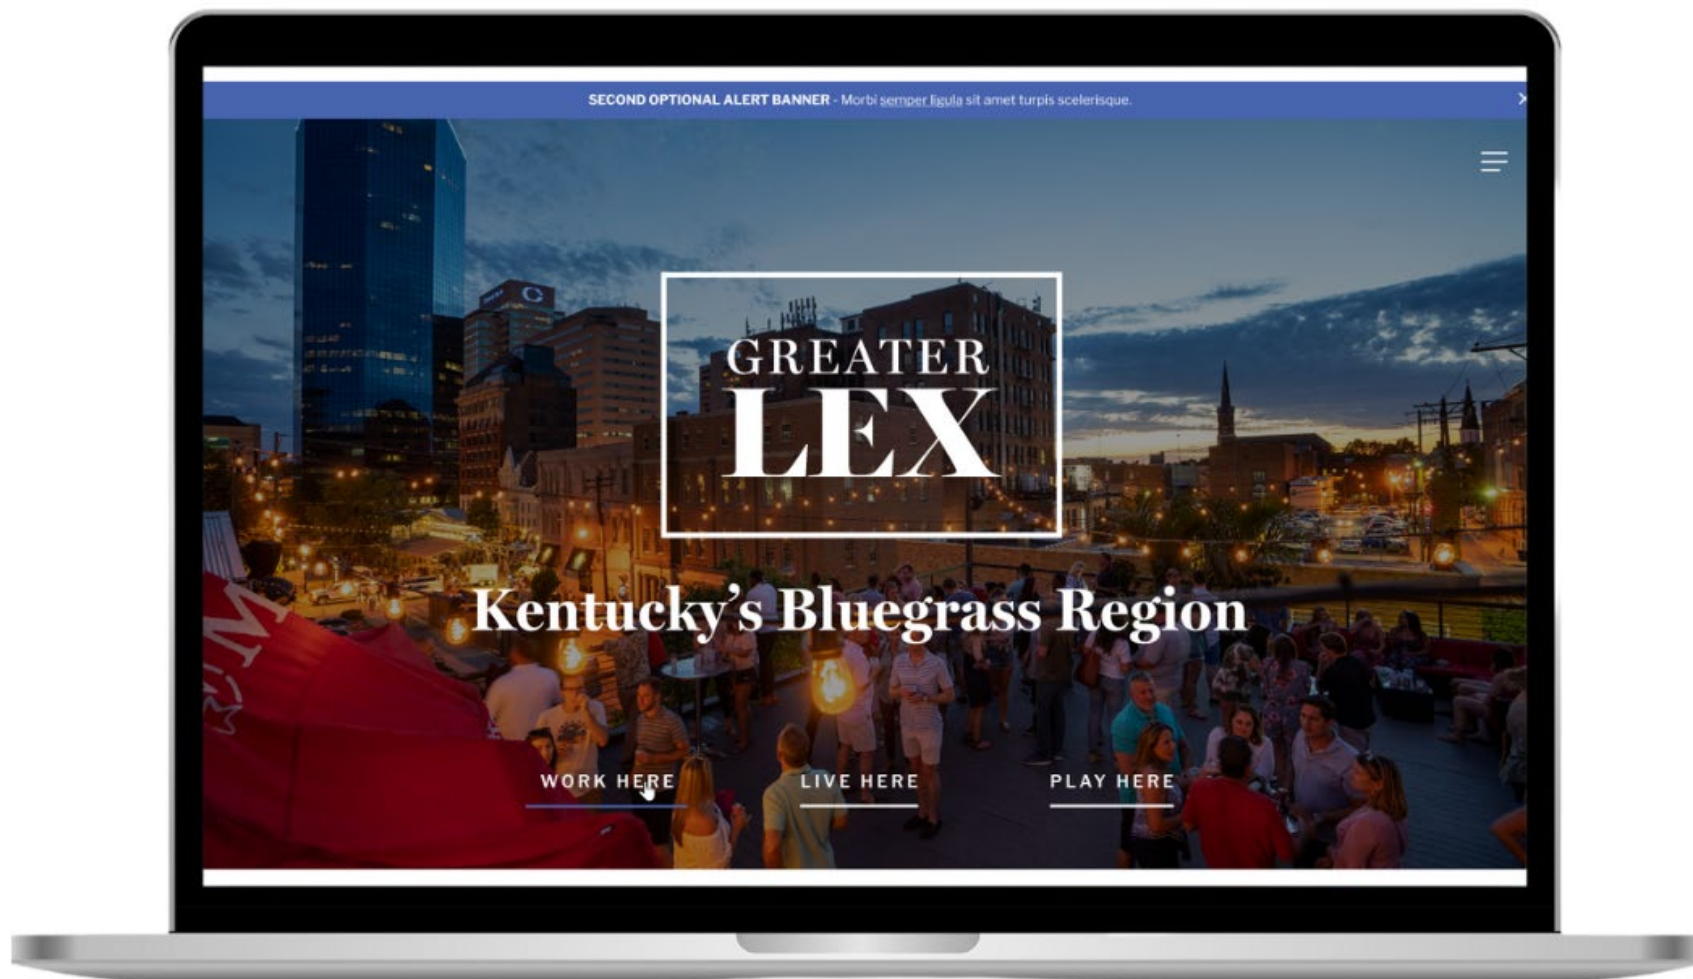 SECOND OPTIONAL ALERT BANNER - Morbi semper ligula sit amet turpis scelerisque.
GREATER
LEX
Kentucky's Bluegrass Region
WORK HERE
LIVE HERE
PLAY HERE